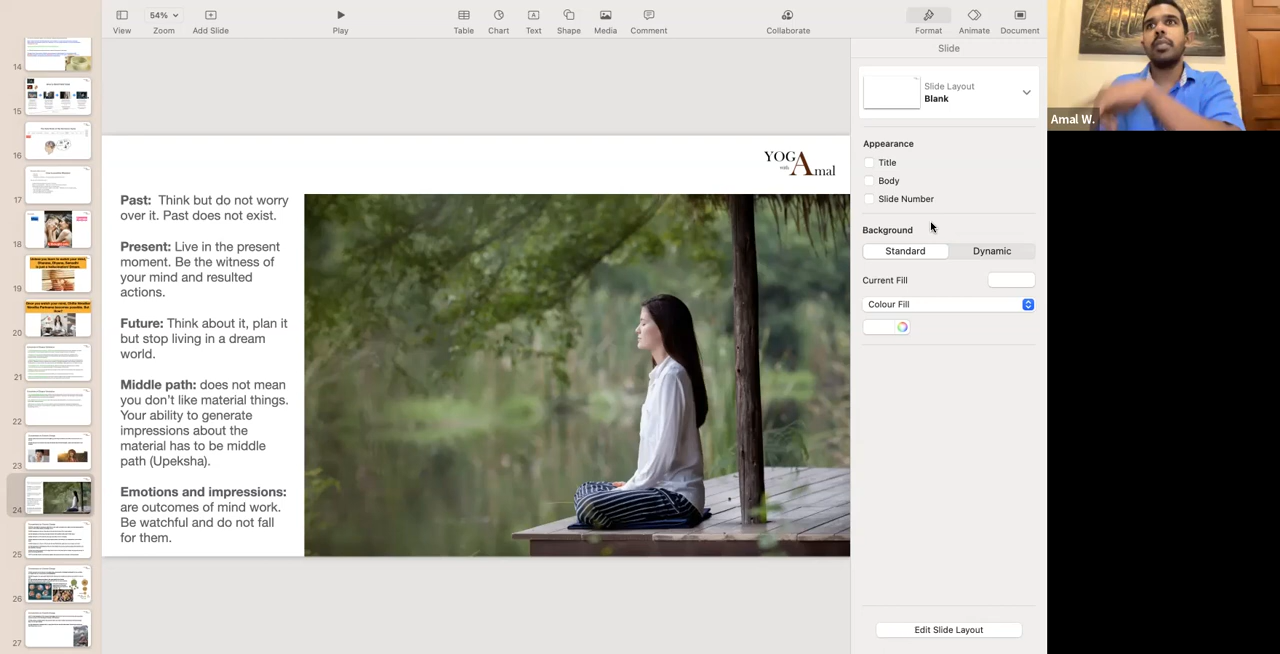 54%
View
Zoom
Add Slide
Play
Table
Chart
Text
Shape
Media
Comment
Collaborate
Format
Animate
Document
Slide
Slide Layout
Blank
Appearance
Title
Body
Slide Number
Background
Standard
Dynamic
Current Fill
Colour Fill
Edit Slide Layout
Amal W.
14
15
16
17
18
19
20
21
22
23
24
25
26
27
YOG
with Amal
Past: Think but do not worry
over it. Past does not exist.
Present: Live in the present
moment. Be the witness of
your mind and resulted
actions.
Future: Think about it, plan it
but stop living in a dream
world.
Middle path: does not mean
you don't like material things.
Your ability to generate
impressions about the
material has to be middle
path (Upeksha).
Emotions and impressions:
are outcomes of mind work.
Be watchful and do not fall
for them.